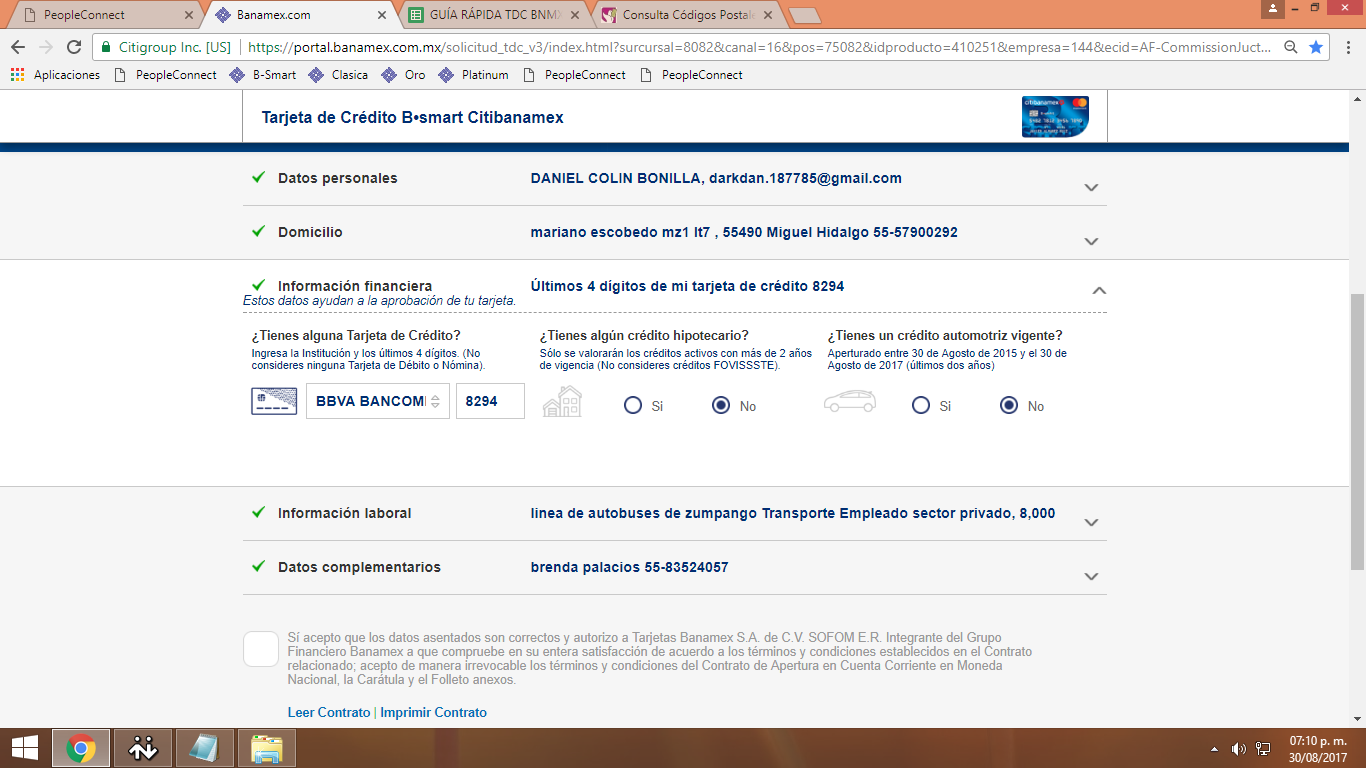 PeopleConnect
Banamex.com
GUÍA RÁPIDA TDC BNMX
Consulta Códigos Postale
Citigroup Inc. [US]
https://portal.banamex.com.mx/solicitud_tdc_v3/index.html?surcursal=8082&canal=16&pos=75082&idproducto=410251&empresa=144&ecid=AF-CommissionJuct...
Aplicaciones PeopleConnect B-Smart Clasica Oro Platinum PeopleConnect PeopleConnect
Tarjeta de Crédito B•smart Citibanamex
citibanamex
Datos personales DANIEL COLIN BONILLA, darkdan.187785@gmail.com
Domicilio mariano escobedo mz1 lt7 , 55490 Miguel Hidalgo 55-57900292
Información financiera Últimos 4 dígitos de mi tarjeta de crédito 8294
Estos datos ayudan a la aprobación de tu tarjeta.
¿Tienes alguna Tarjeta de Crédito?
Ingresa la Institución y los últimos 4 dígitos. (No
consideres ninguna Tarjeta de Débito o Nómina).
BBVA BANCOM
8294
¿Tienes algún crédito hipotecario?
Sólo se valorarán los créditos activos con más de 2 años
de vigencia (No consideres créditos FOVISSSTE).
Si No
¿Tienes un crédito automotriz vigente?
Aperturado entre 30 de Agosto de 2015 y el 30 de
Agosto de 2017 (últimos dos años)
Si No
Información laboral linea de autobuses de zumpango Transporte Empleado sector privado, 8,000
Datos complementarios brenda palacios 55-83524057
Sí acepto que los datos asentados son correctos y autorizo a Tarjetas Banamex S.A. de C.V. SOFOM E.R. Integrante del Grupo
Financiero Banamex a que compruebe en su entera satisfacción de acuerdo a los términos y condiciones establecidos en el Contrato
relacionado; acepto de manera irrevocable los términos y condiciones del Contrato de Apertura en Cuenta Corriente en Moneda
Nacional, la Carátula y el Folleto anexos.
Leer Contrato | Imprimir Contrato
07:10 p. m.
30/08/2017